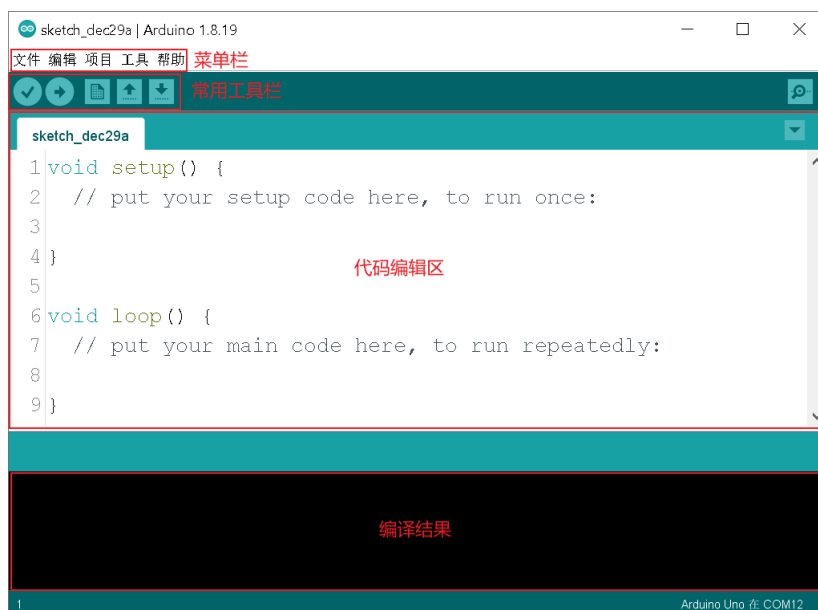 sketch_dec29a | Arduino 1.8.19
文件 编辑 项目 工具 帮助 菜单栏
常用工具栏
sketch_dec29a
1 void setup() {
2   // put your setup code here, to run once:
3
4 }
5
6 void loop() {
7   // put your main code here, to run repeatedly:
8
9 }
代码编辑区
编译结果
1 Arduino Uno 在 COM12